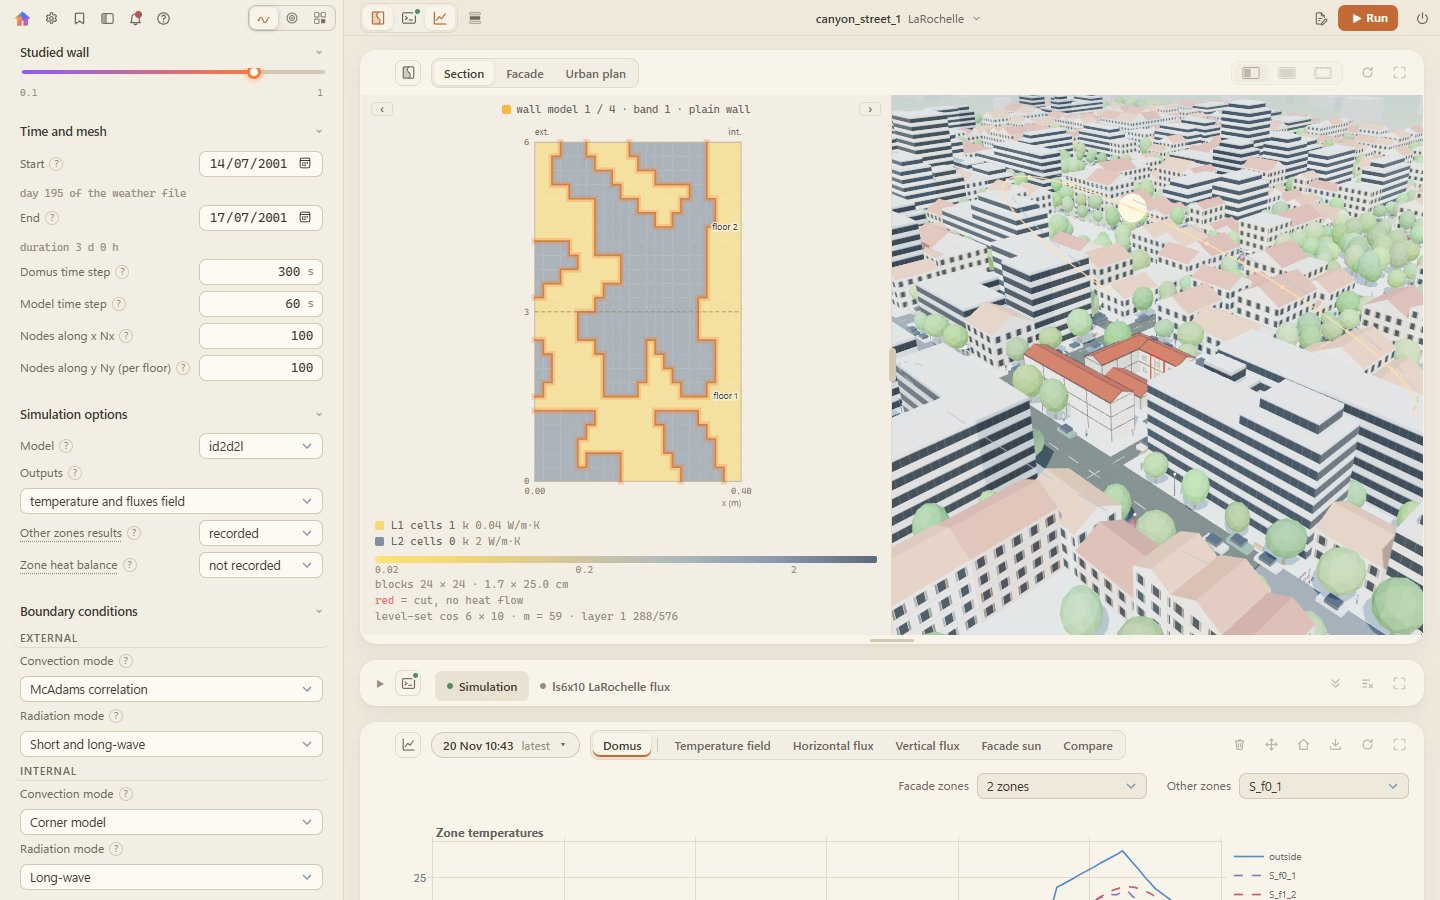 canyon_street_1 LaRochelle
Run
Studied wall
0.1 1
Time and mesh
Start ? 14/07/2001
day 195 of the weather file
End ? 17/07/2001
duration 3 d 0 h
Domus time step ? 300 s
Model time step ? 60 s
Nodes along x Nx ? 100
Nodes along y Ny (per floor) ? 100
Simulation options
Model ? id2d2l
Outputs ?
temperature and fluxes field
Other zones results ? recorded
Zone heat balance ? not recorded
Boundary conditions
EXTERNAL
Convection mode ?
McAdams correlation
Radiation mode ?
Short and long-wave
INTERNAL
Convection mode ?
Corner model
Radiation mode ?
Long-wave
Section Facade Urban plan
‹ wall model 1 / 4 · band 1 · plain wall ›
ext. int.
6
floor 2
3
floor 1
0
0.00 0.40
x (m)
L1 cells 1 k 0.04 W/m·K
L2 cells 0 k 2 W/m·K
0.02 0.2 2
blocks 24 × 24 · 1.7 × 25.0 cm
red = cut, no heat flow
level-set cos 6 × 10 · m = 59 · layer 1 288/576
Simulation ls6x10 LaRochelle flux
20 Nov 10:43 latest Domus Temperature field Horizontal flux Vertical flux Facade sun Compare
Facade zones 2 zones Other zones S_f0_1
Zone temperatures
25
outside
S_f0_1
S_f1_2